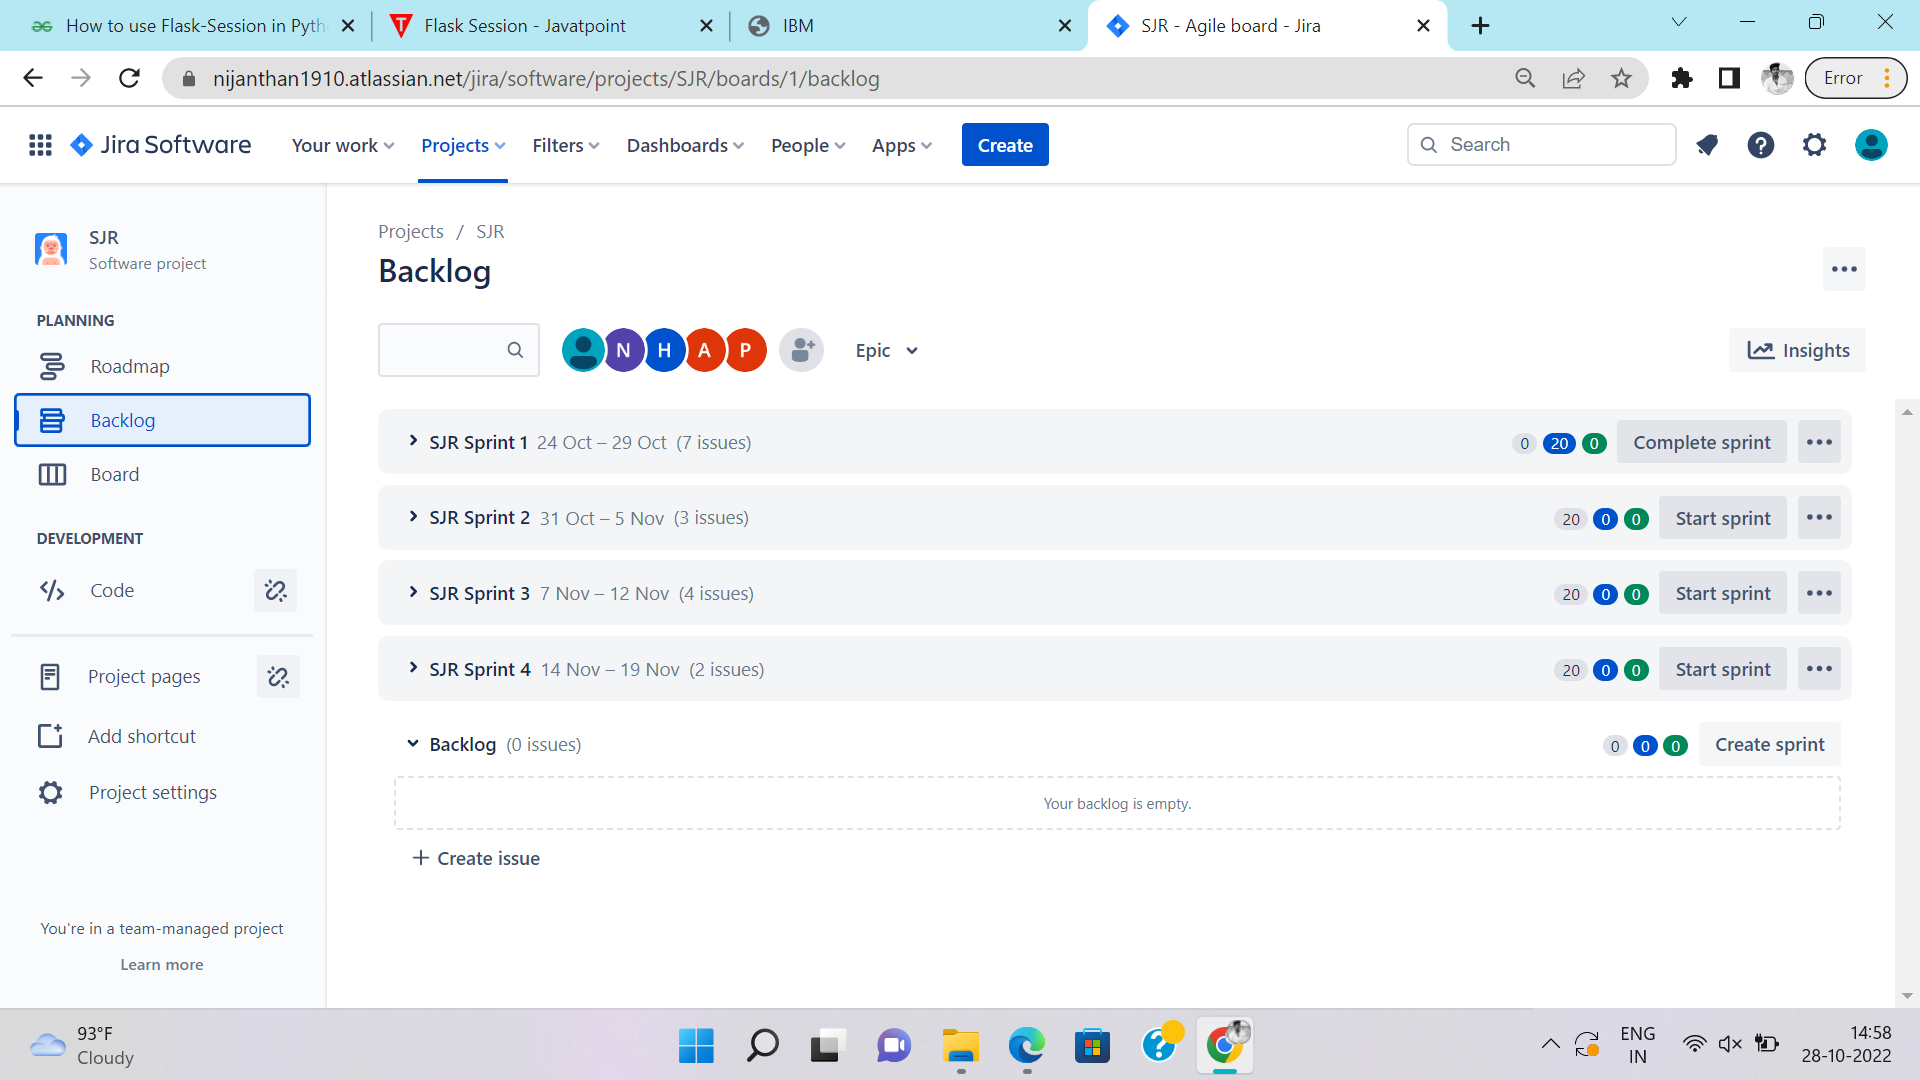 How to use Flask-Session in Pyth
Flask Session - Javatpoint
IBM
SJR - Agile board - Jira
nijanthan1910.atlassian.net/jira/software/projects/SJR/boards/1/backlog
Error
Jira Software
Your work
Projects
Filters
Dashboards
People
Apps
Create
Search
SJR
Software project
PLANNING
Roadmap
Backlog
Board
DEVELOPMENT
Code
Project pages
Add shortcut
Project settings
You're in a team-managed project
Learn more
Projects / SJR
Backlog
N H A P
Epic
Insights
SJR Sprint 1 24 Oct – 29 Oct (7 issues) 0 20 0 Complete sprint
SJR Sprint 2 31 Oct – 5 Nov (3 issues) 20 0 0 Start sprint
SJR Sprint 3 7 Nov – 12 Nov (4 issues) 20 0 0 Start sprint
SJR Sprint 4 14 Nov – 19 Nov (2 issues) 20 0 0 Start sprint
Backlog (0 issues) 0 0 0 Create sprint
Your backlog is empty.
+ Create issue
93°F
Cloudy
ENG
IN
14:58
28-10-2022